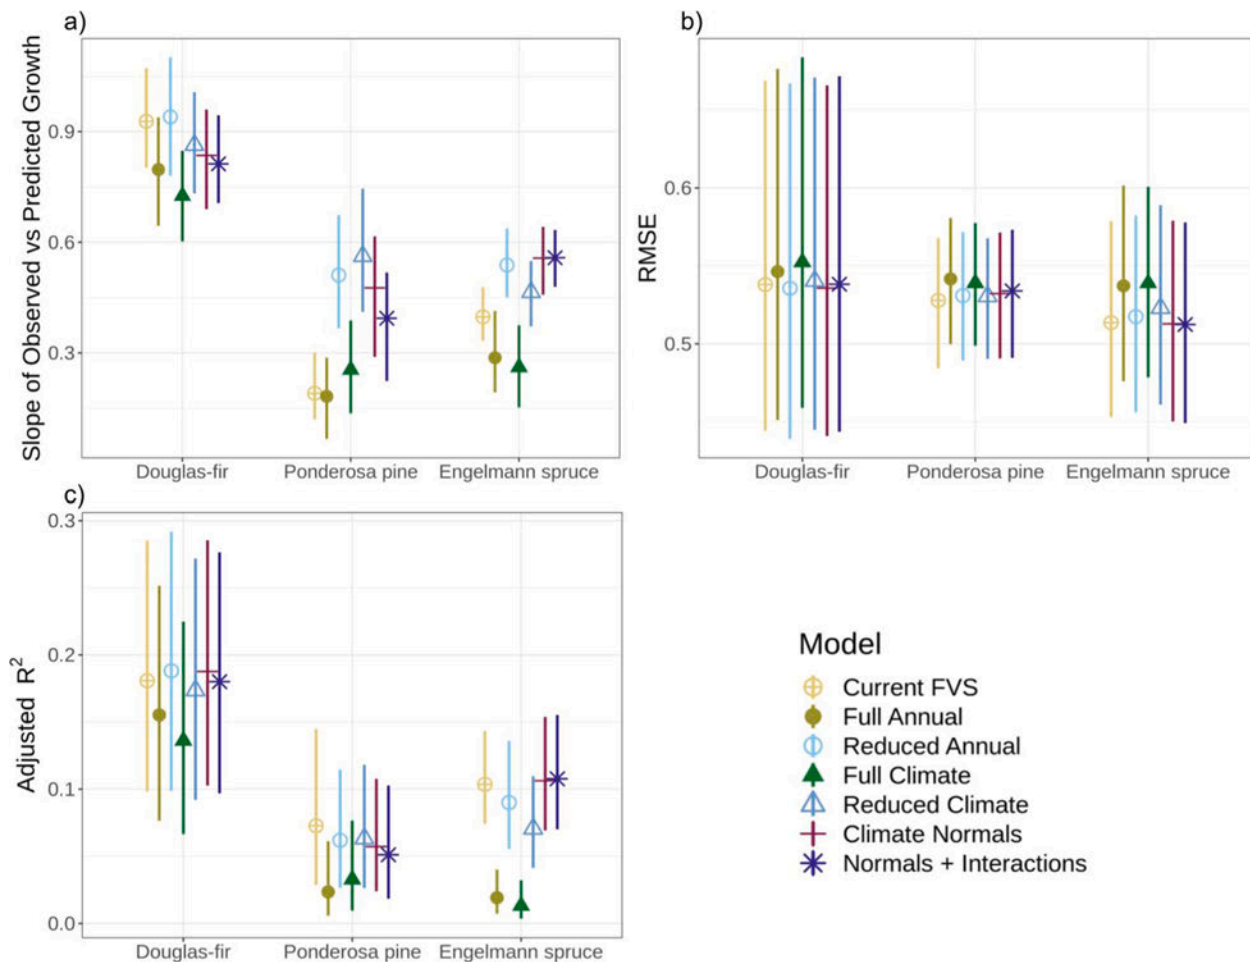 a)
Slope of Observed vs Predicted Growth
0.9
0.6
0.3
Douglas-fir Ponderosa pine Engelmann spruce
b)
RMSE
0.6
0.5
Douglas-fir Ponderosa pine Engelmann spruce
c)
Adjusted R²
0.3
0.2
0.1
0.0
Douglas-fir Ponderosa pine Engelmann spruce
Model
Current FVS
Full Annual
Reduced Annual
Full Climate
Reduced Climate
Climate Normals
Normals + Interactions